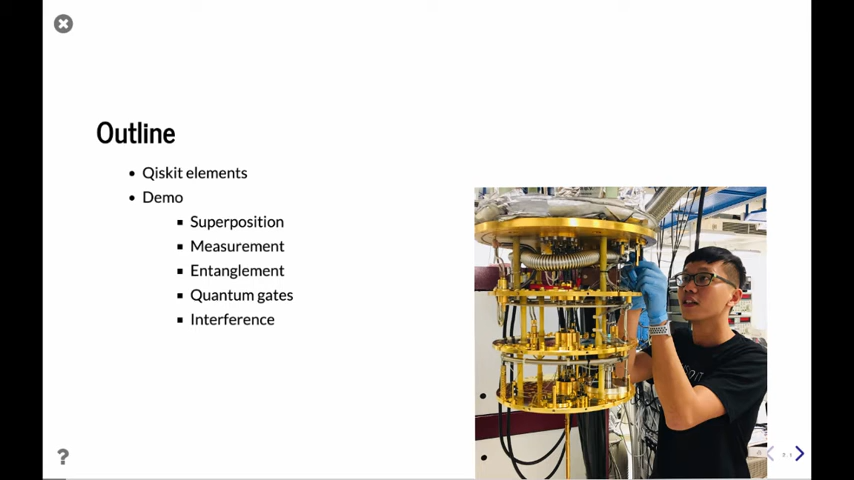 Outline
Qiskit elements
Demo
Superposition
Measurement
Entanglement
Quantum gates
Interference
?